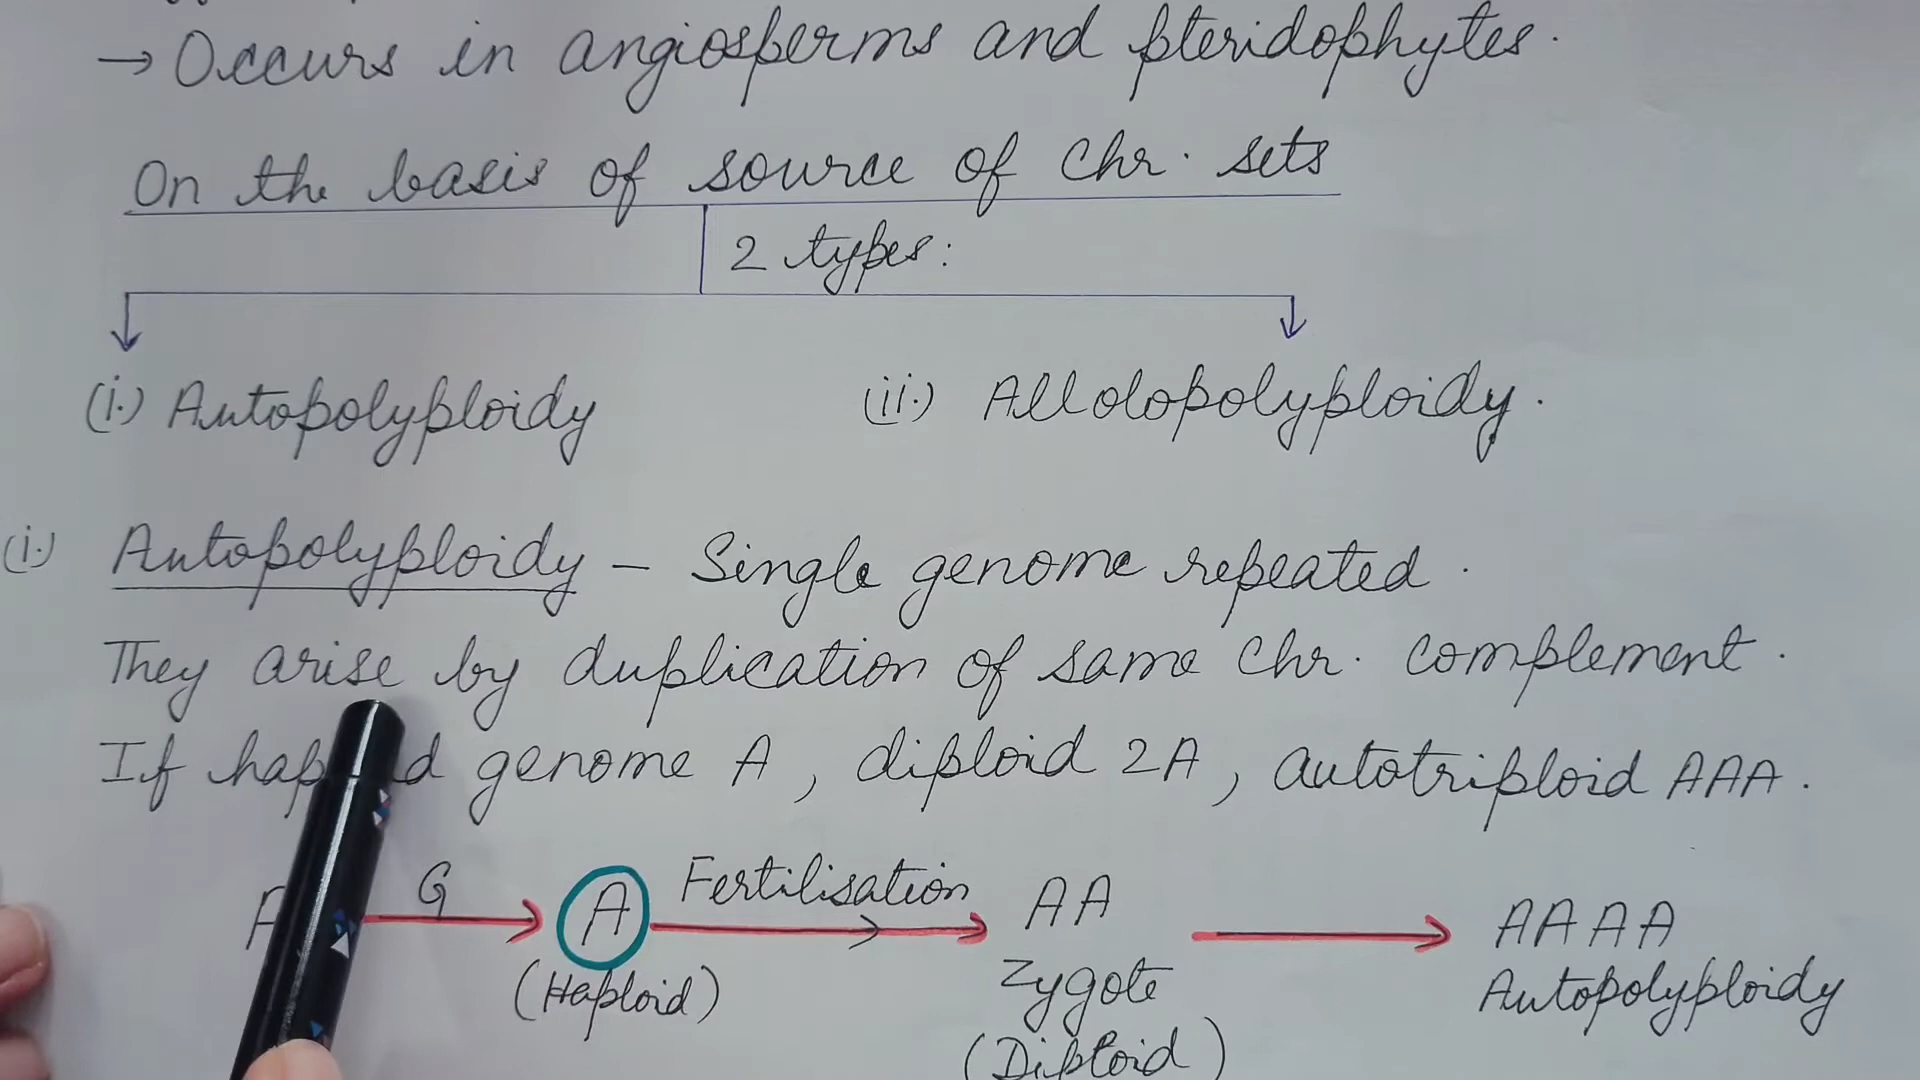 → Occurs in angiosperms and pteridophytes.
On the basis of source of Chr. sets
2 types:
(i.) Autopolyploidy (ii.) Allolopolyploidy.
(i.) Autopolyploidy – Single genome repeated.
They arise by duplication of same Chr. complement.
If genome A, diploid 2A, autotriploid AAA.
G → A Fertilisation → AA → AAAA
(Haploid) Zygote Autopolyploidy
(Diploid)